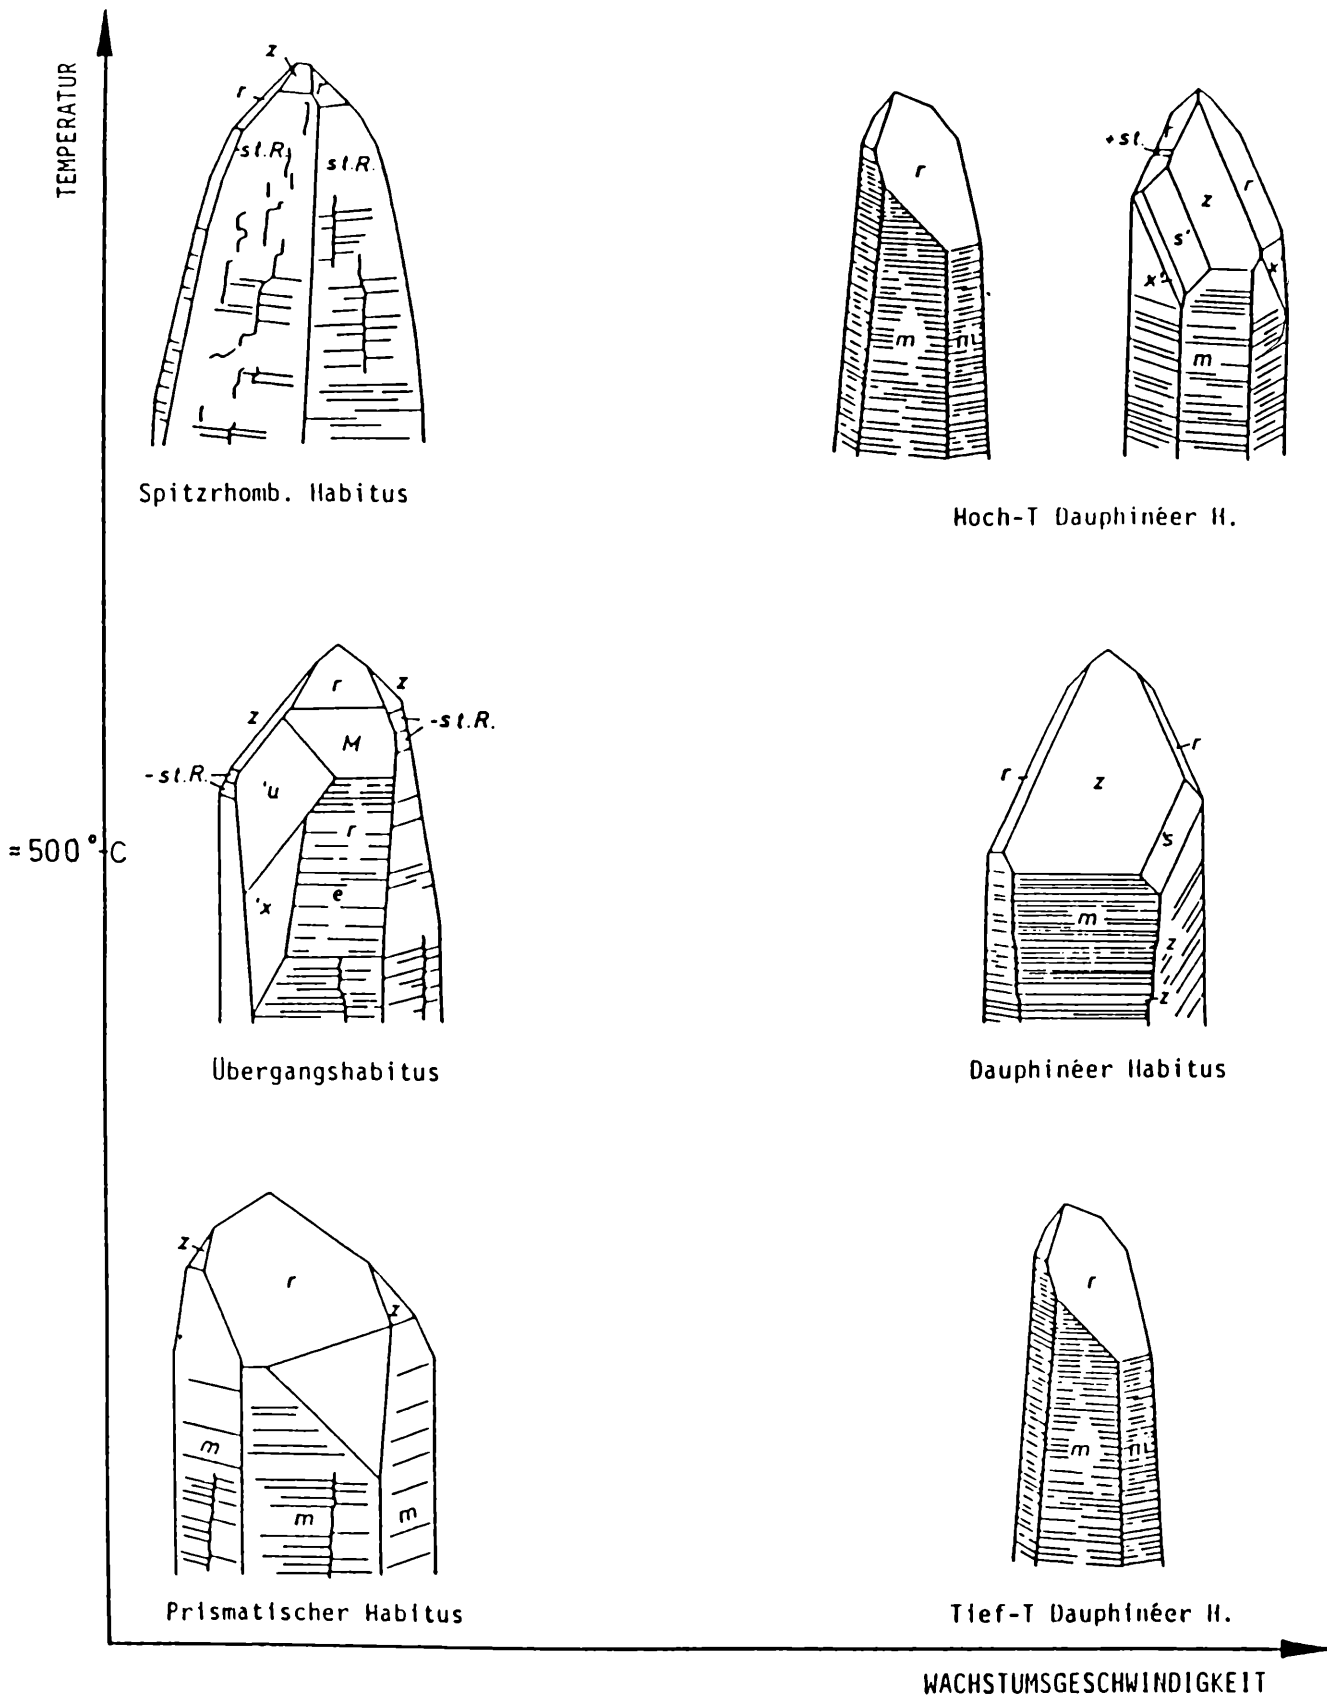 TEMPERATUR
z
r
r
st.R.
st.R.
Spitzrhomb. Habitus
r
m
m
+st.
r
z
r
s'
x'
x
m
Hoch-T Dauphinéer H.
r
z
z
-st.R.
M
-st.R.
'u
r
'x
e
Übergangshabitus
≈500°C
r
r
z
's
m
z
z
Dauphinéer Habitus
z
r
z
m
m
m
Prismatischer Habitus
r
m
m
Tief-T Dauphinéer H.
WACHSTUMSGESCHWINDIGKEIT